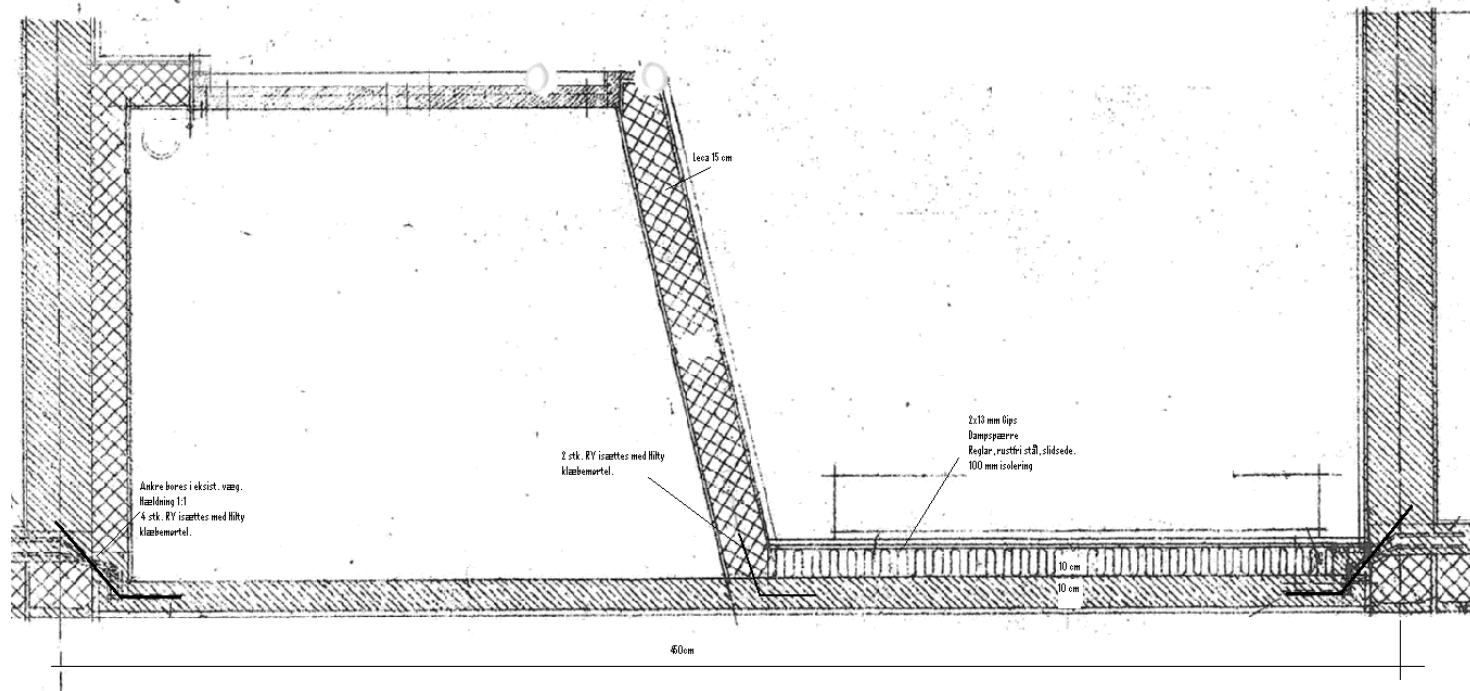 Leca 15 cm
2x13 mm Gips
Dampspærre
Reglar, rustfri stål, slidsede.
100 mm isolering
2 stk. RY isættes med Hilty
klæbemørtel.
Ankre bores i eksist. væg.
Hældning 1:1
4 stk. RY isættes med Hilty
klæbemørtel.
10 cm
10 cm
450cm